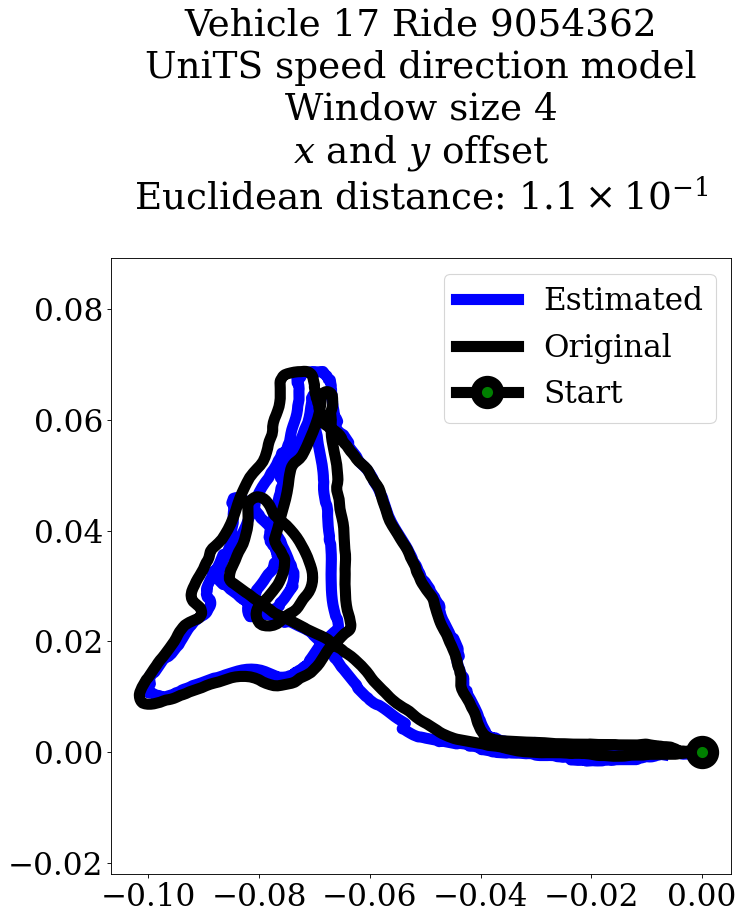 Vehicle 17 Ride 9054362
UniTS speed direction model
Window size 4
x and y offset
Euclidean distance: 1.1 × 10⁻¹
Estimated
Original
Start
0.08
0.06
0.04
0.02
0.00
−0.02
−0.10 −0.08 −0.06 −0.04 −0.02 0.00